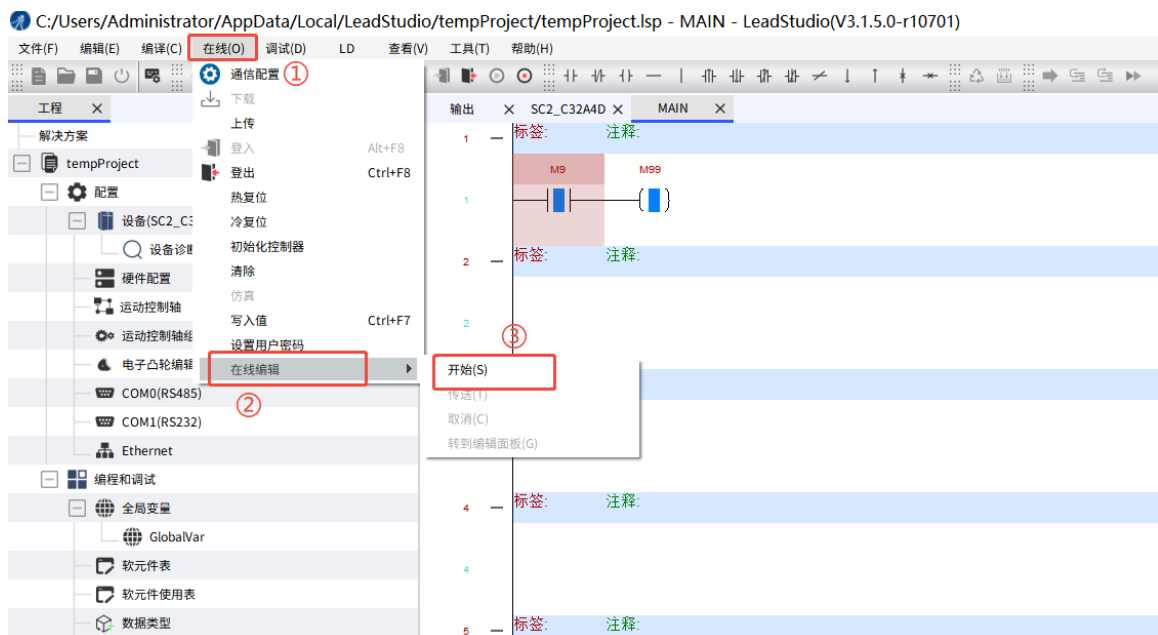 C:/Users/Administrator/AppData/Local/LeadStudio/tempProject/tempProject.lsp - MAIN - LeadStudio(V3.1.5.0-r10701)
文件(F) 编辑(E) 编译(C) 在线(O) 调试(D) LD 查看(V) 工具(T) 帮助(H)
通信配置 ①
下载
上传
登入 Alt+F8
登出 Ctrl+F8
热复位
冷复位
初始化控制器
清除
仿真
写入值 Ctrl+F7
设置用户密码
在线编辑
②
③
开始(S)
传送(T)
取消(C)
转到编辑面板(G)
工程
解决方案
tempProject
配置
设备(SC2_C3
设备诊断
硬件配置
运动控制轴
运动控制轴组
电子凸轮编辑
COM0(RS485)
COM1(RS232)
Ethernet
编程和调试
全局变量
GlobalVar
软元件表
软元件使用表
数据类型
输出 SC2_C32A4D MAIN
1 标签: 注释:
M9 M99
1
2 标签: 注释:
2
4 标签: 注释:
4
5 标签: 注释: